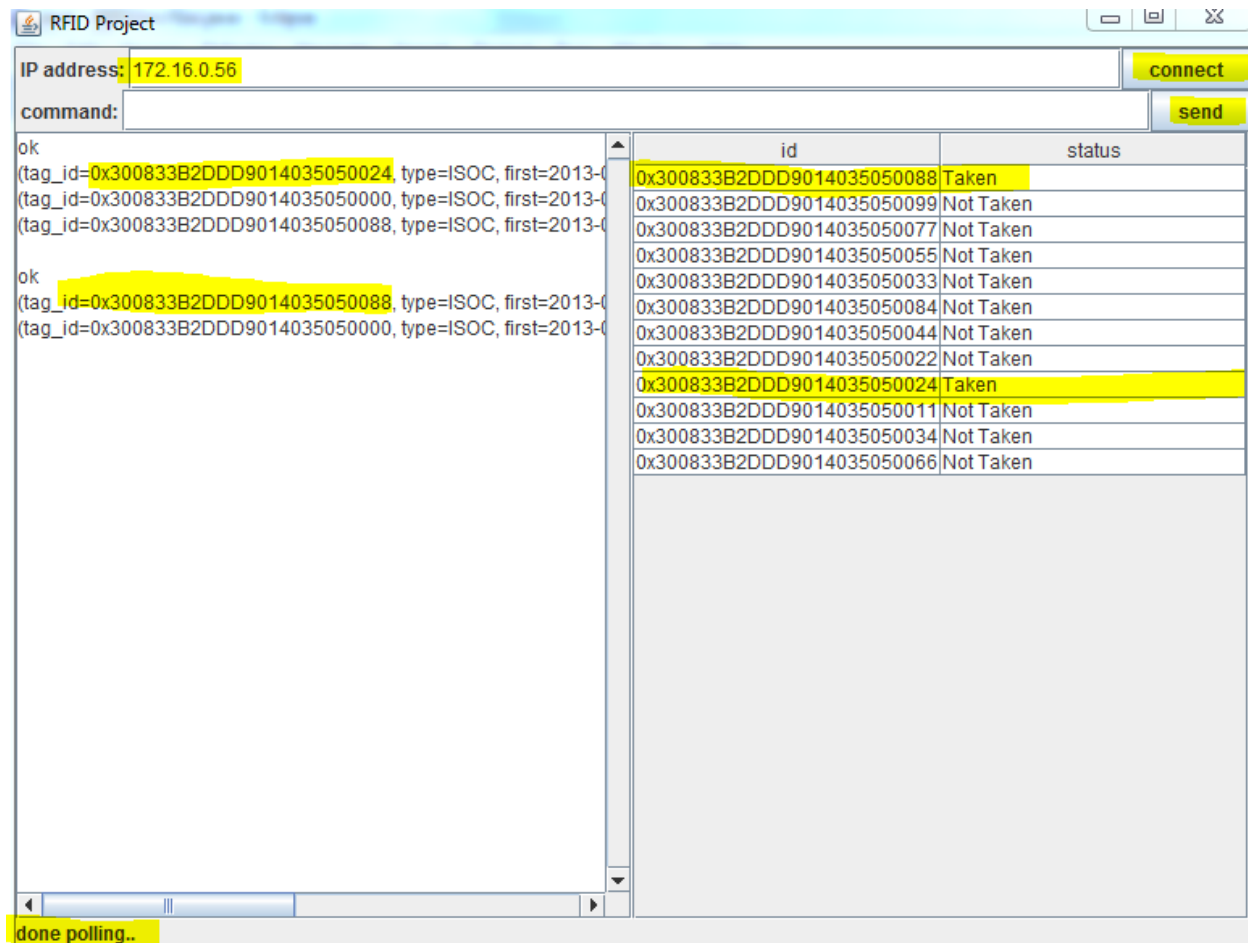 RFID Project
IP address: 172.16.0.56 connect
command: send
ok
(tag_id=0x300833B2DDD9014035050024, type=ISOC, first=2013-0
(tag_id=0x300833B2DDD9014035050000, type=ISOC, first=2013-0
(tag_id=0x300833B2DDD9014035050088, type=ISOC, first=2013-0
ok
(tag_id=0x300833B2DDD9014035050088, type=ISOC, first=2013-0
(tag_id=0x300833B2DDD9014035050000, type=ISOC, first=2013-0
id status
0x300833B2DDD9014035050088 Taken
0x300833B2DDD9014035050099 Not Taken
0x300833B2DDD9014035050077 Not Taken
0x300833B2DDD9014035050055 Not Taken
0x300833B2DDD9014035050033 Not Taken
0x300833B2DDD9014035050084 Not Taken
0x300833B2DDD9014035050044 Not Taken
0x300833B2DDD9014035050022 Not Taken
0x300833B2DDD9014035050024 Taken
0x300833B2DDD9014035050011 Not Taken
0x300833B2DDD9014035050034 Not Taken
0x300833B2DDD9014035050066 Not Taken
done polling..